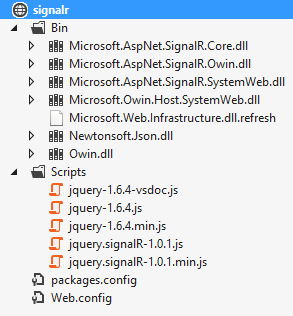 signalr
Bin
Microsoft.AspNet.SignalR.Core.dll
Microsoft.AspNet.SignalR.Owin.dll
Microsoft.AspNet.SignalR.SystemWeb.dll
Microsoft.Owin.Host.SystemWeb.dll
Microsoft.Web.Infrastructure.dll.refresh
Newtonsoft.Json.dll
Owin.dll
Scripts
jquery-1.6.4-vsdoc.js
jquery-1.6.4.js
jquery-1.6.4.min.js
jquery.signalR-1.0.1.js
jquery.signalR-1.0.1.min.js
packages.config
Web.config